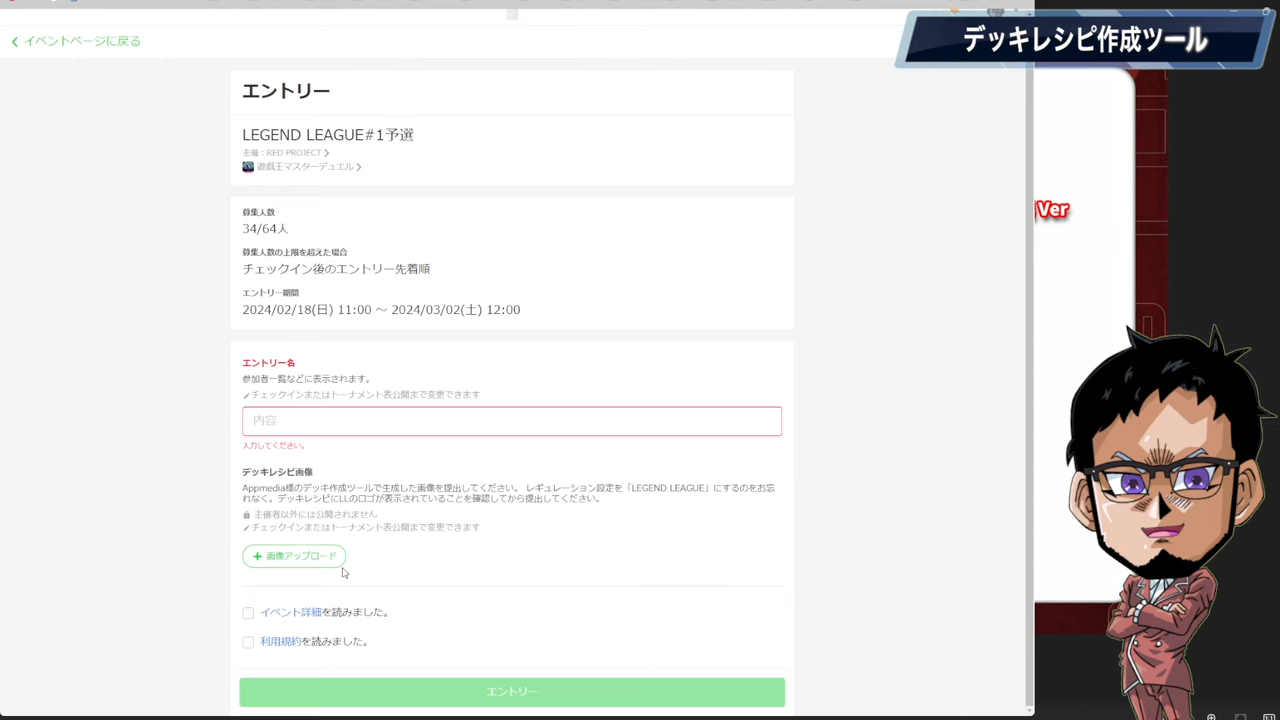 デッキレシピ作成ツール
イベントページに戻る
エントリー
LEGEND LEAGUE#1予選
主催：RED PROJECT
遊戯王マスターデュエル
Ver
募集人数
34/64人
募集人数の上限を超えた場合
チェックイン後のエントリー先着順
エントリー期間
2024/02/18(日) 11:00 ～ 2024/03/02(土) 12:00
エントリー名
参加者一覧などに表示されます。
チェックインまたはトーナメント表公開まで変更できます
内容
入力してください。
デッキレシピ画像
Appmedia様のデッキ作成ツールで生成した画像を提出してください。 レギュレーション設定を「LEGEND LEAGUE」にするのをお忘
れなく。デッキレシピにLLのロゴが表示されていることを確認してから提出してください。
主催者以外には公開されません
チェックインまたはトーナメント表公開まで変更できます
+ 画像アップロード
イベント詳細を読みました。
利用規約を読みました。
エントリー